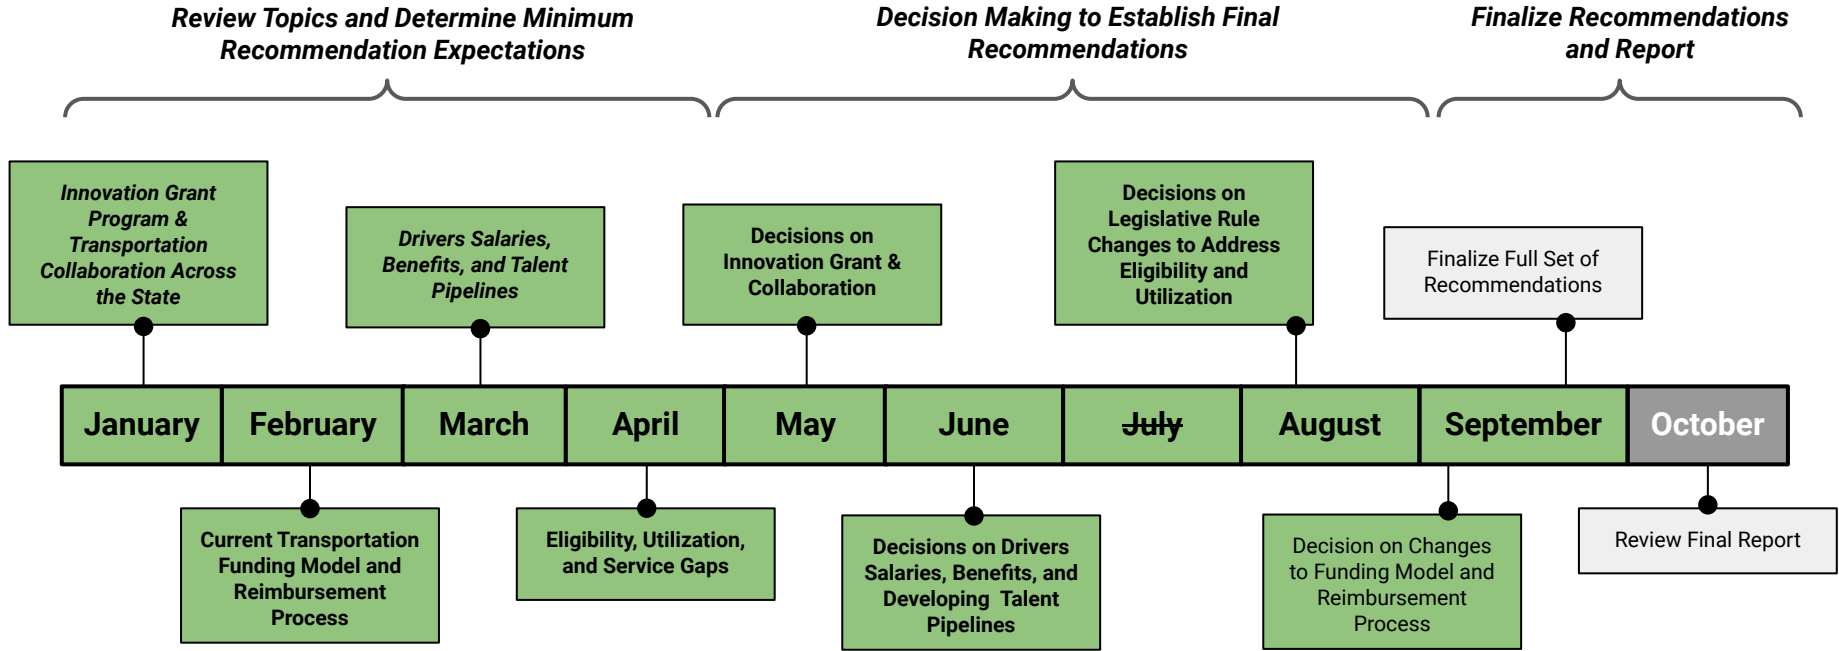 Review Topics and Determine Minimum
Recommendation Expectations
Decision Making to Establish Final
Recommendations
Finalize Recommendations
and Report
Innovation Grant
Program &
Transportation
Collaboration Across
the State
Drivers Salaries,
Benefits, and Talent
Pipelines
Decisions on
Innovation Grant &
Collaboration
Decisions on
Legislative Rule
Changes to Address
Eligibility and
Utilization
Finalize Full Set of
Recommendations
January
February
March
April
May
June
July
August
September
October
Current Transportation
Funding Model and
Reimbursement
Process
Eligibility, Utilization,
and Service Gaps
Decisions on Drivers
Salaries, Benefits, and
Developing  Talent
Pipelines
Decision on Changes
to Funding Model and
Reimbursement
Process
Review Final Report